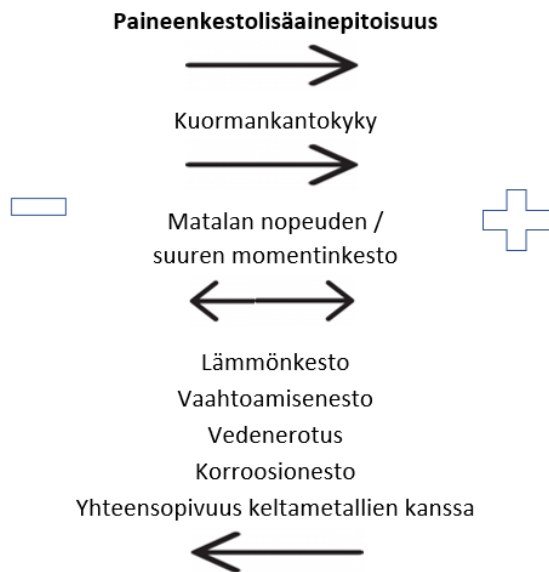 Paineenkestolisäainepitoisuus
Kuormankantokyky
Matalan nopeuden /
suuren momentinkesto
Lämmönkesto
Vaahtoamisenesto
Vedenerotus
Korroosionesto
Yhteensopivuus keltametallien kanssa